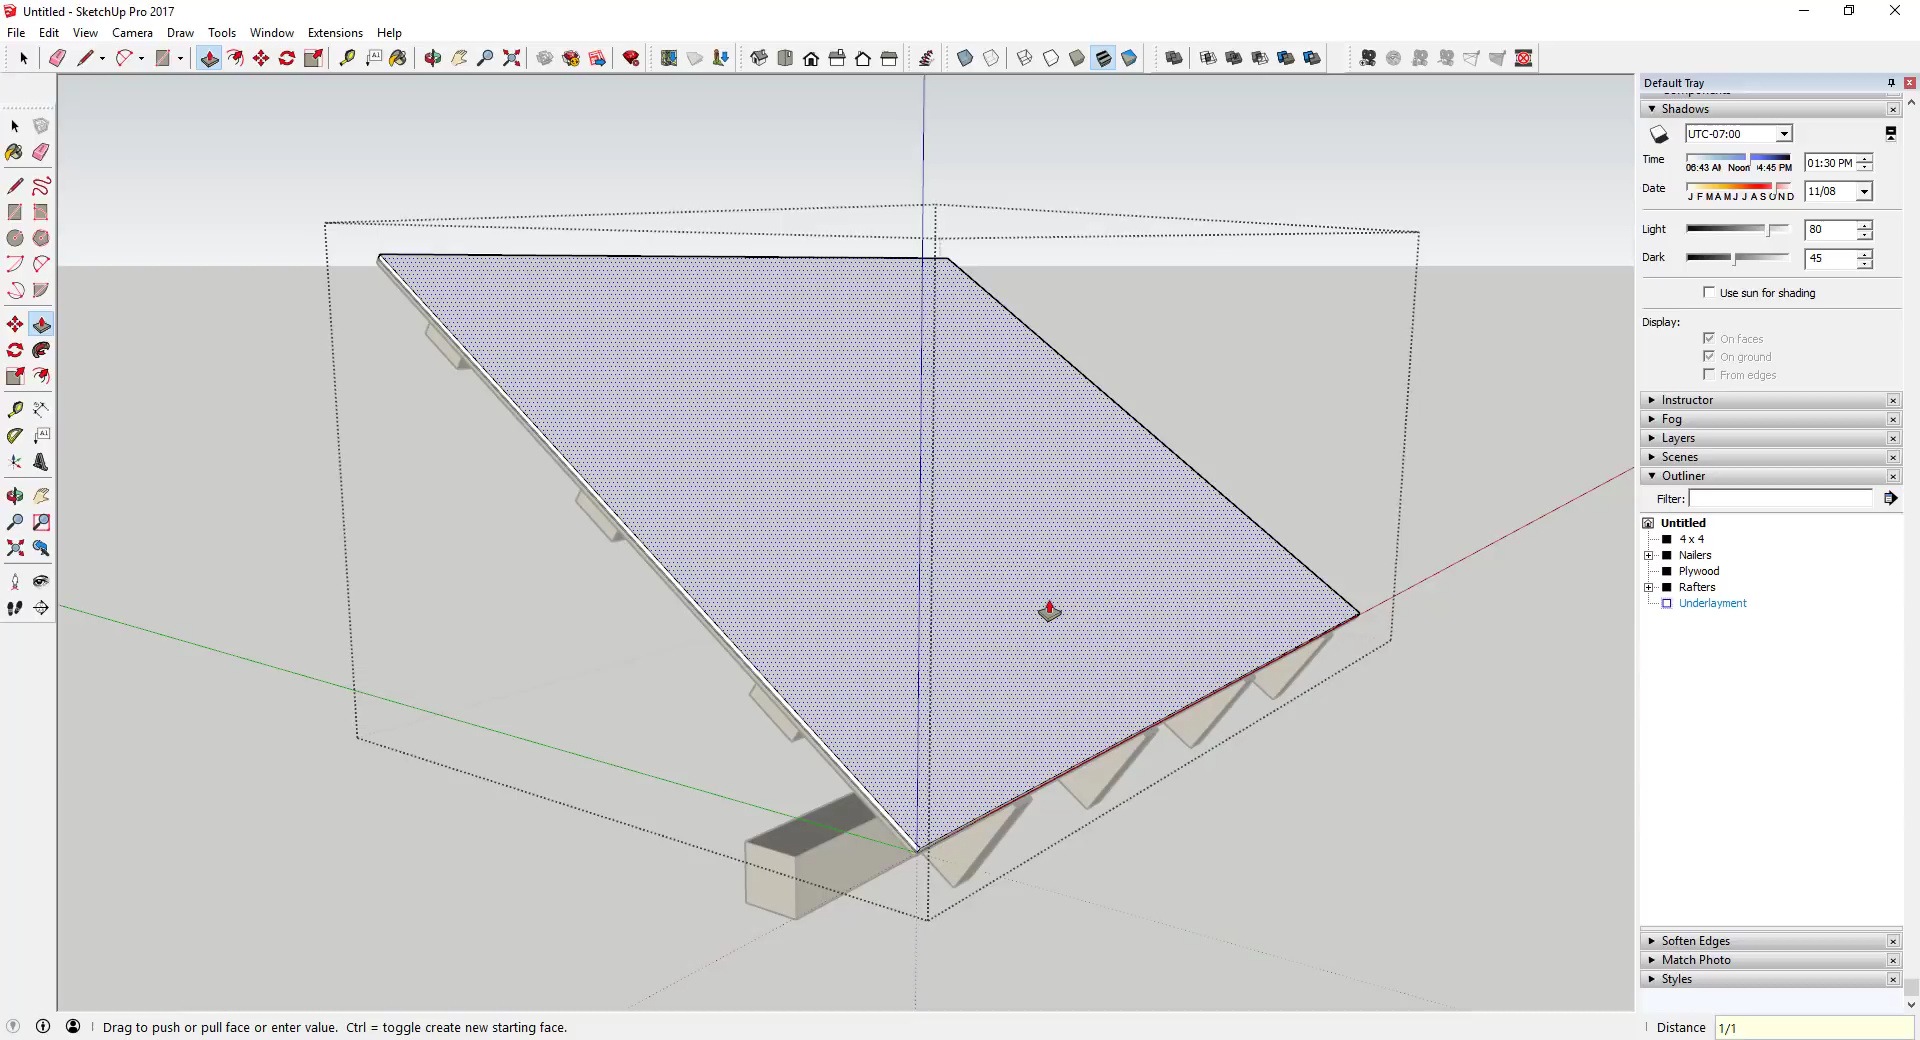 Untitled - SketchUp Pro 2017
File Edit View Camera Draw Tools Window Extensions Help
Default Tray
Shadows
UTC-07:00
Time
06:43 AM Noon 04:45 PM
01:30 PM
Date
J F M A M J J A S O N D
11/08
Light
80
Dark
45
Use sun for shading
Display:
On faces
On ground
From edges
Instructor
Fog
Layers
Scenes
Outliner
Filter:
Untitled
4 x 4
Nailers
Plywood
Rafters
Underlayment
Soften Edges
Match Photo
Styles
Drag to push or pull face or enter value. Ctrl = toggle create new starting face.
Distance 1/1